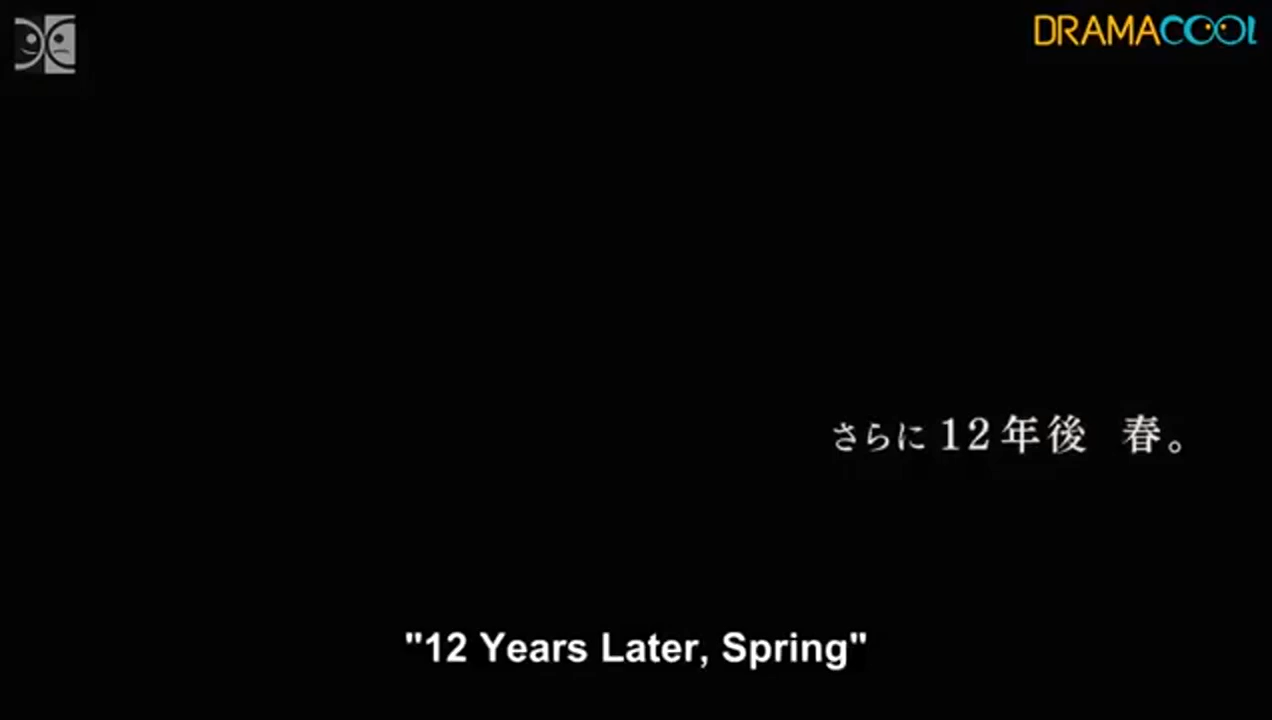 DRAMACOOL
さらに12年後 春。
"12 Years Later, Spring"